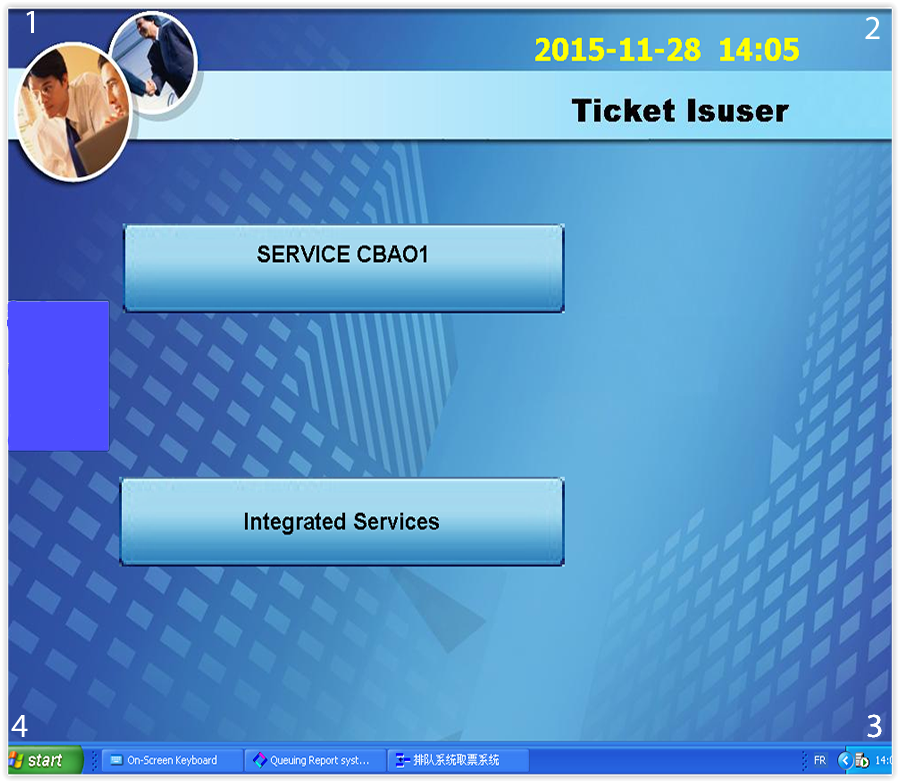 1
2
2015-11-28 14:05
Ticket Isuser
SERVICE CBAO1
Integrated Services
4
3
start
On-Screen Keyboard
Queuing Report syst...
排队系统取票系统
FR